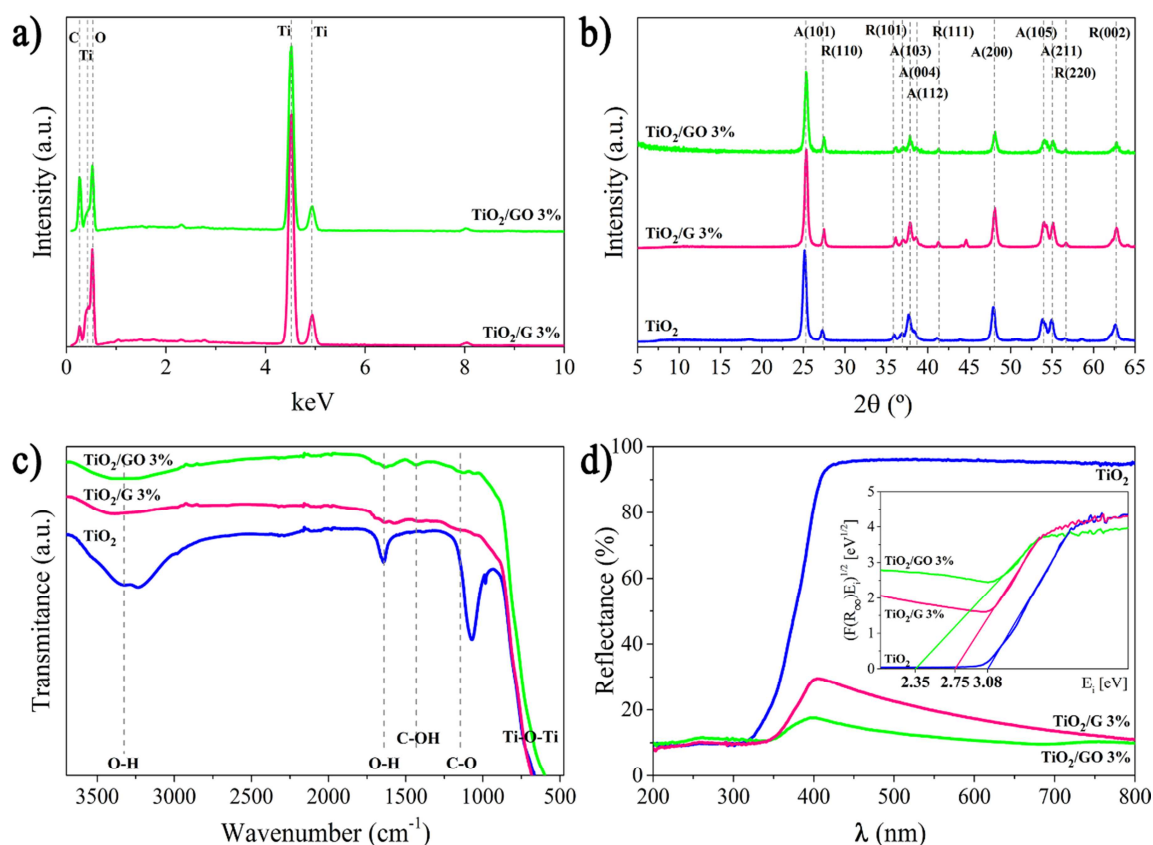 a)
C
Ti
O
Ti
Ti
TiO₂/GO 3%
TiO₂/G 3%
Intensity (a.u.)
0 2 4 6 8 10
keV
b)
A(101)
R(110)
R(101)
A(103)
A(004)
A(112)
R(111)
A(200)
A(105)
A(211)
R(220)
R(002)
TiO₂/GO 3%
TiO₂/G 3%
TiO₂
Intensity (a.u.)
5 10 15 20 25 30 35 40 45 50 55 60 65
2θ (º)
c)
TiO₂/GO 3%
TiO₂/G 3%
TiO₂
Transmitance (a.u.)
O-H
O-H
C-OH
C-O
Ti-O-Ti
3500 3000 2500 2000 1500 1000 500
Wavenumber (cm⁻¹)
d)
100
80
60
40
20
0
Reflectance (%)
TiO₂
TiO₂/G 3%
TiO₂/GO 3%
200 300 400 500 600 700 800
λ (nm)
5
4
3
2
1
0
(F(R∞)Eᵢ)^1/2 [eV^1/2]
TiO₂/GO 3%
TiO₂/G 3%
TiO₂
2.35 2.75 3.08
Eᵢ [eV]